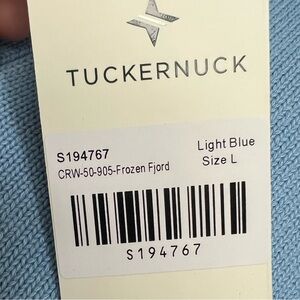 TUCKERNUCK
S194767
CRW-50-905-Frozen Fjord
Light Blue
Size L
S194767